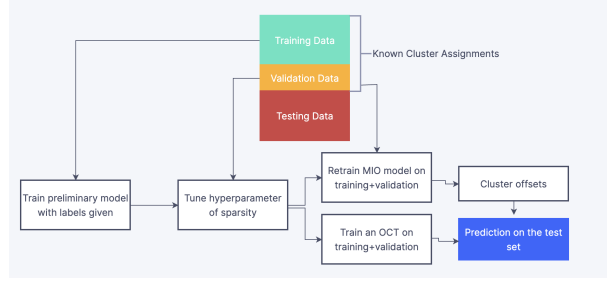 Training Data
Known Cluster Assignments
Validation Data
Testing Data
Train preliminary model
with labels given
Tune hyperparameter
of sparsity
Retrain MIO model on
training+validation
Cluster offsets
Train an OCT on
training+validation
Prediction on the test
set